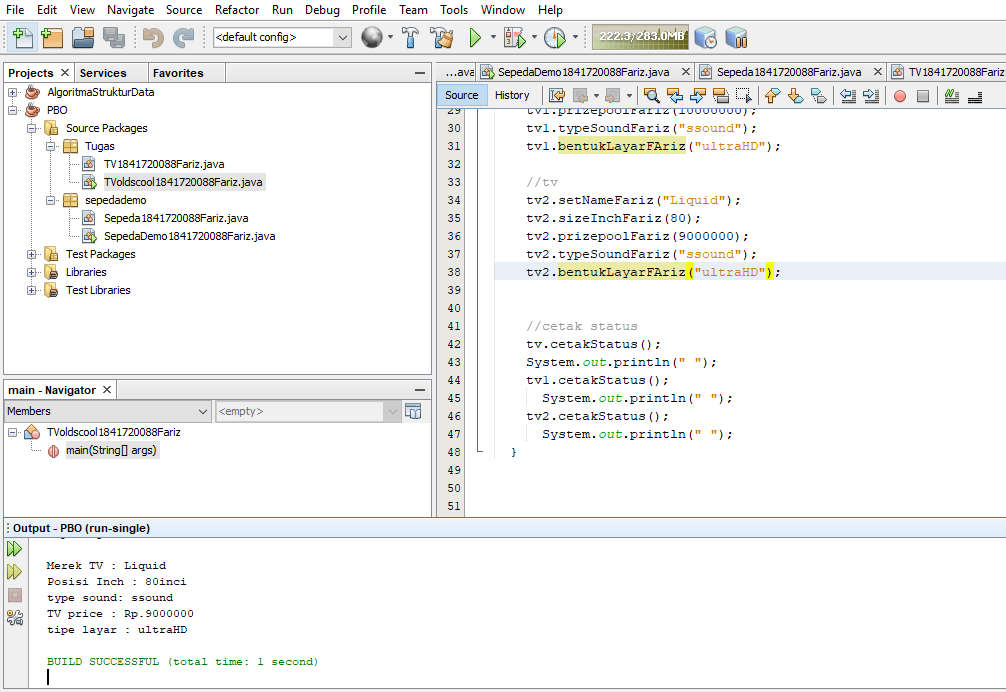 File Edit View Navigate Source Refactor Run Debug Profile Team Tools Window Help
<default config> 222.3/283.0MB
Projects Services Favorites
AlgoritmaStrukturData
PBO
Source Packages
Tugas
TV1841720088Fariz.java
TVoldscool1841720088Fariz.java
sepedademo
Sepeda1841720088Fariz.java
SepedaDemo1841720088Fariz.java
Test Packages
Libraries
Test Libraries
main - Navigator
Members <empty>
TVoldscool1841720088Fariz
main(String[] args)
...ava SepedaDemo1841720088Fariz.java Sepeda1841720088Fariz.java TV1841720088Fariz
Source History
29 tv1.prizepoolFariz(10000000);
30 tv1.typeSoundFariz("ssound");
31 tv1.bentukLayarFAriz("ultraHD");
32
33 //tv
34 tv2.setNameFariz("Liquid");
35 tv2.sizeInchFariz(80);
36 tv2.prizepoolFariz(9000000);
37 tv2.typeSoundFariz("ssound");
38 tv2.bentukLayarFAriz("ultraHD");
39
40
41 //cetak status
42 tv.cetakStatus();
43 System.out.println(" ");
44 tv1.cetakStatus();
45 System.out.println(" ");
46 tv2.cetakStatus();
47 System.out.println(" ");
48 }
49
50
51
Output - PBO (run-single)
Merek TV : Liquid
Posisi Inch : 80inci
type sound: ssound
TV price : Rp.9000000
tipe layar : ultraHD
BUILD SUCCESSFUL (total time: 1 second)